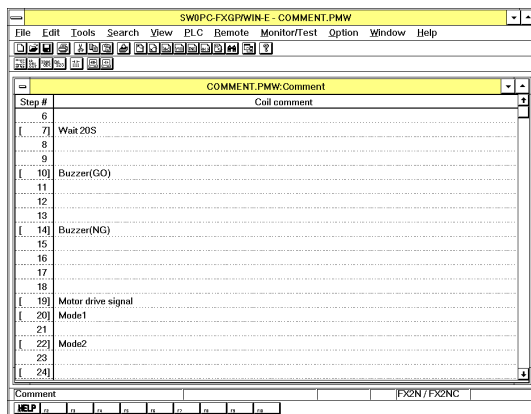 SW0PC-FXGP/WIN-E - COMMENT.PMW
File Edit Tools Search View PLC Remote Monitor/Test Option Window Help
COMMENT.PMW:Comment
Step # Coil comment
6
[ 7] Wait 20S
8
9
[ 10] Buzzer(GO)
11
12
13
[ 14] Buzzer(NG)
15
16
17
18
[ 19] Motor drive signal
[ 20] Mode1
21
[ 22] Mode2
23
[ 24]
Comment FX2N / FX2NC
HELP